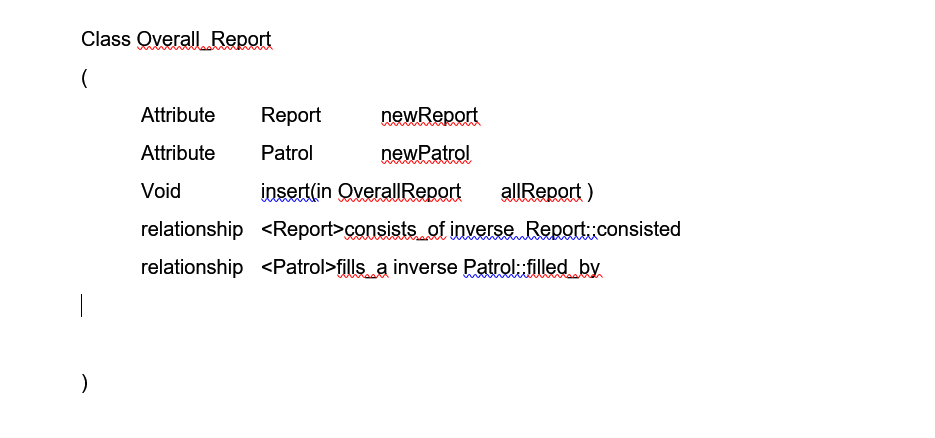 Class Overall_Report
(
Attribute Report newReport
Attribute Patrol newPatrol
Void insert(in OverallReport allReport )
relationship <Report>consists_of inverse Report::consisted
relationship <Patrol>fills_a inverse Patrol::filled_by
)